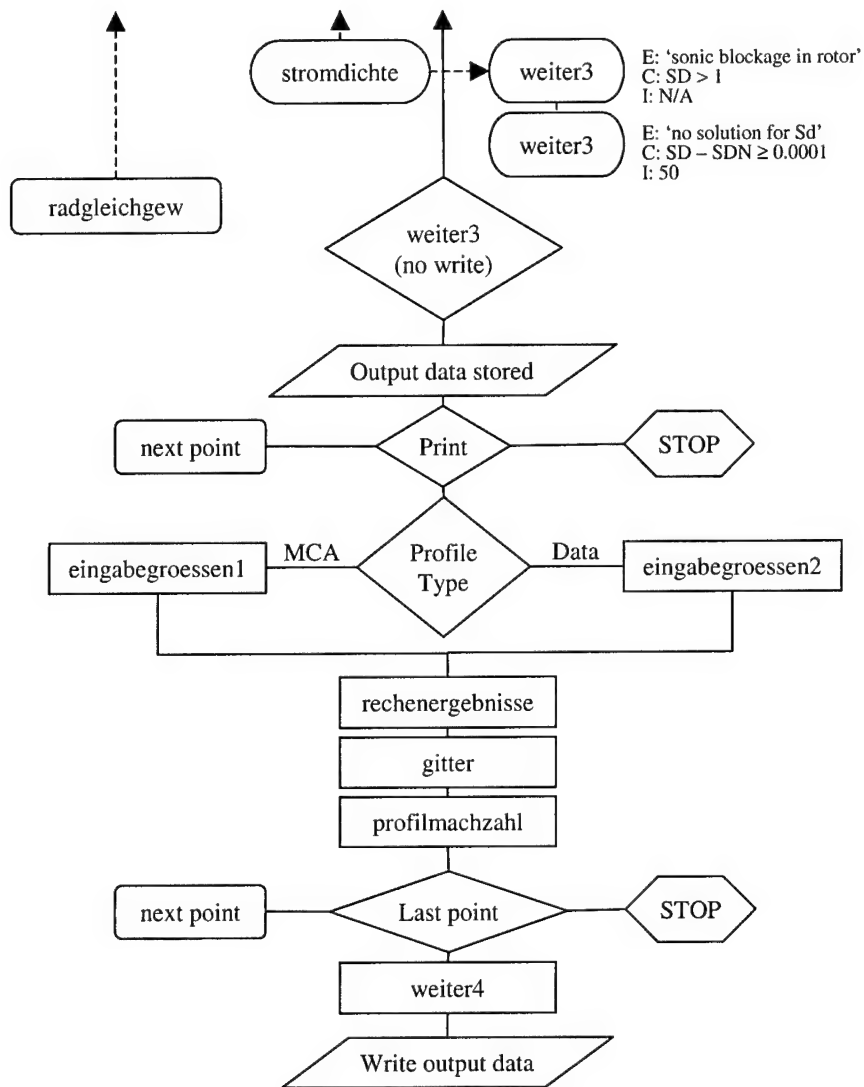 stromdichte
weiter3
E: ‘sonic blockage in rotor’
C: SD > 1
I: N/A
weiter3
E: ‘no solution for Sd’
C: SD – SDN ≥ 0.0001
I: 50
radgleichgew
weiter3
(no write)
Output data stored
next point
Print
STOP
eingabegroessen1
MCA
Profile
Type
Data
eingabegroessen2
rechenergebnisse
gitter
profilmachzahl
next point
Last point
STOP
weiter4
Write output data